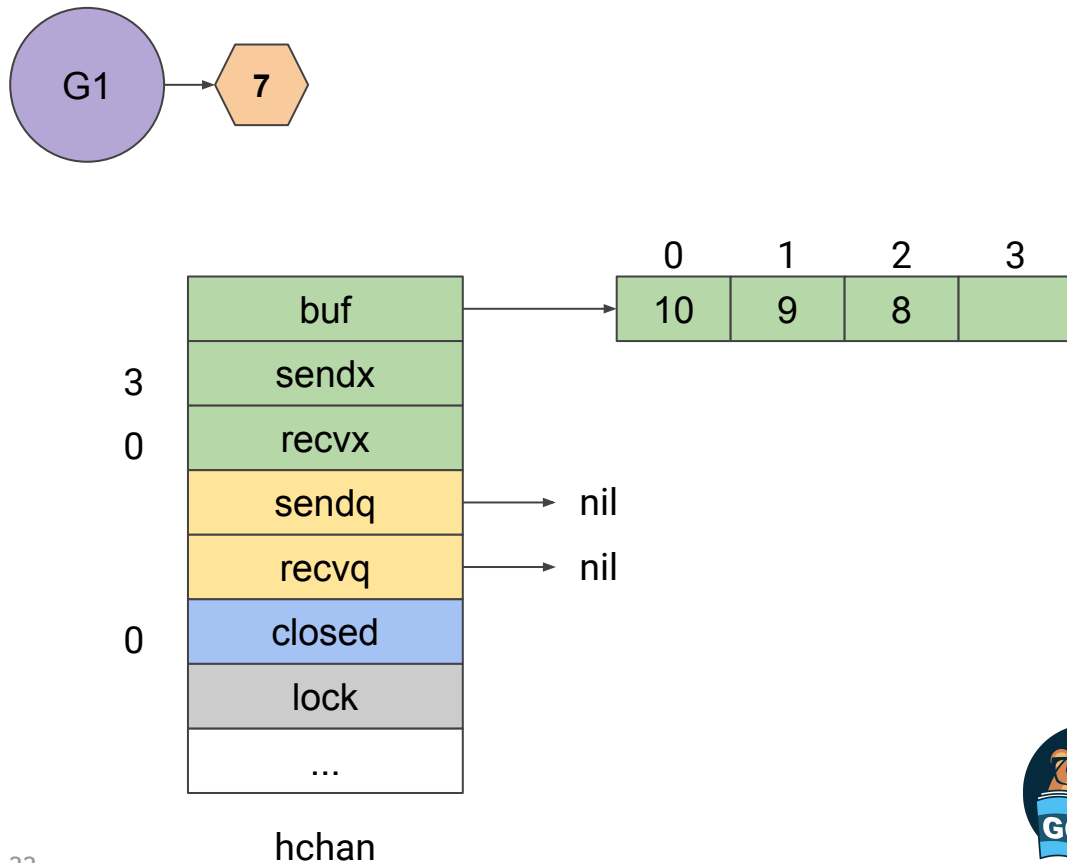 G1 7
0 1 2 3
buf 10 9 8
3 sendx
0 recvx
sendq nil
recvq nil
0 closed
lock
...
hchan